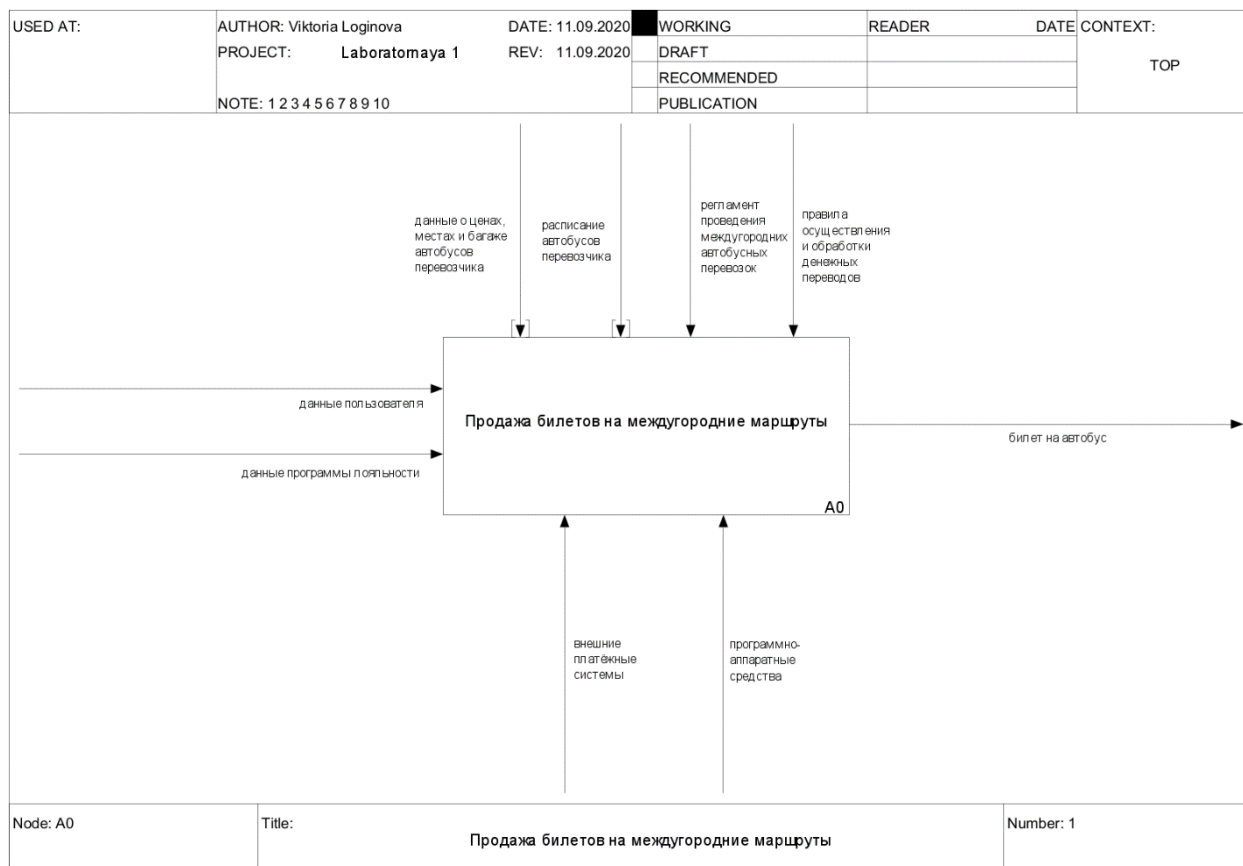 USED AT:
AUTHOR: Viktoria Loginova
DATE: 11.09.2020
WORKING
READER
DATE
CONTEXT:
PROJECT: Laboratornaya 1
REV: 11.09.2020
DRAFT
TOP
RECOMMENDED
NOTE: 1 2 3 4 5 6 7 8 9 10
PUBLICATION
данные о ценах,
местах и багаже
автобусов
перевозчика
расписание
автобусов
перевозчика
регламент
проведения
междугородних
автобусных
перевозок
правила
осуществления
и обработки
денежных
переводов
данные пользователя
Продажа билетов на междугородние маршруты
билет на автобус
данные программы лояльности
A0
внешние
платёжные
системы
программно-
аппаратные
средства
Node: A0
Title:
Продажа билетов на междугородние маршруты
Number: 1